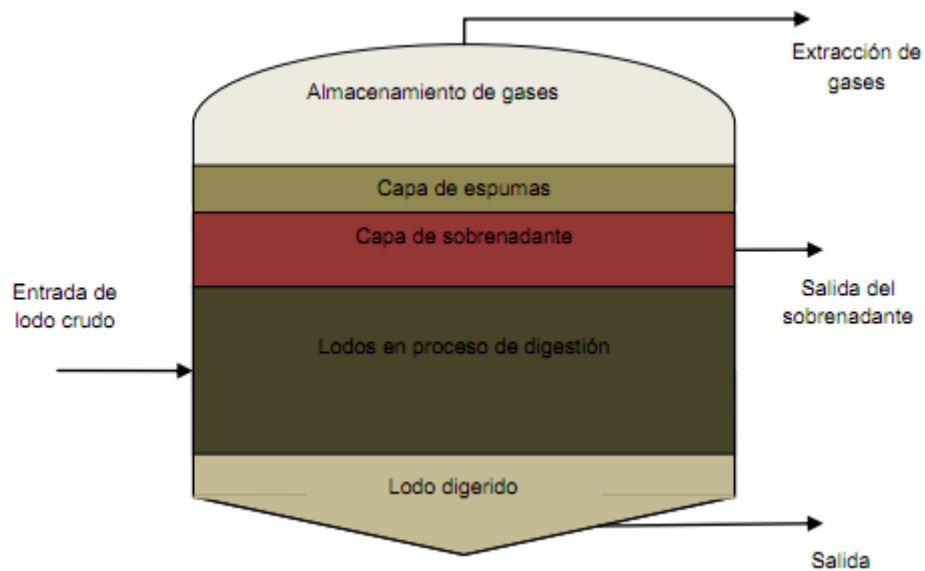 Extracción de
gases
Almacenamiento de gases
Capa de espumas
Capa de sobrenadante
Entrada de
lodo crudo
Salida del
sobrenadante
Lodos en proceso de digestión
Lodo digerido
Salida